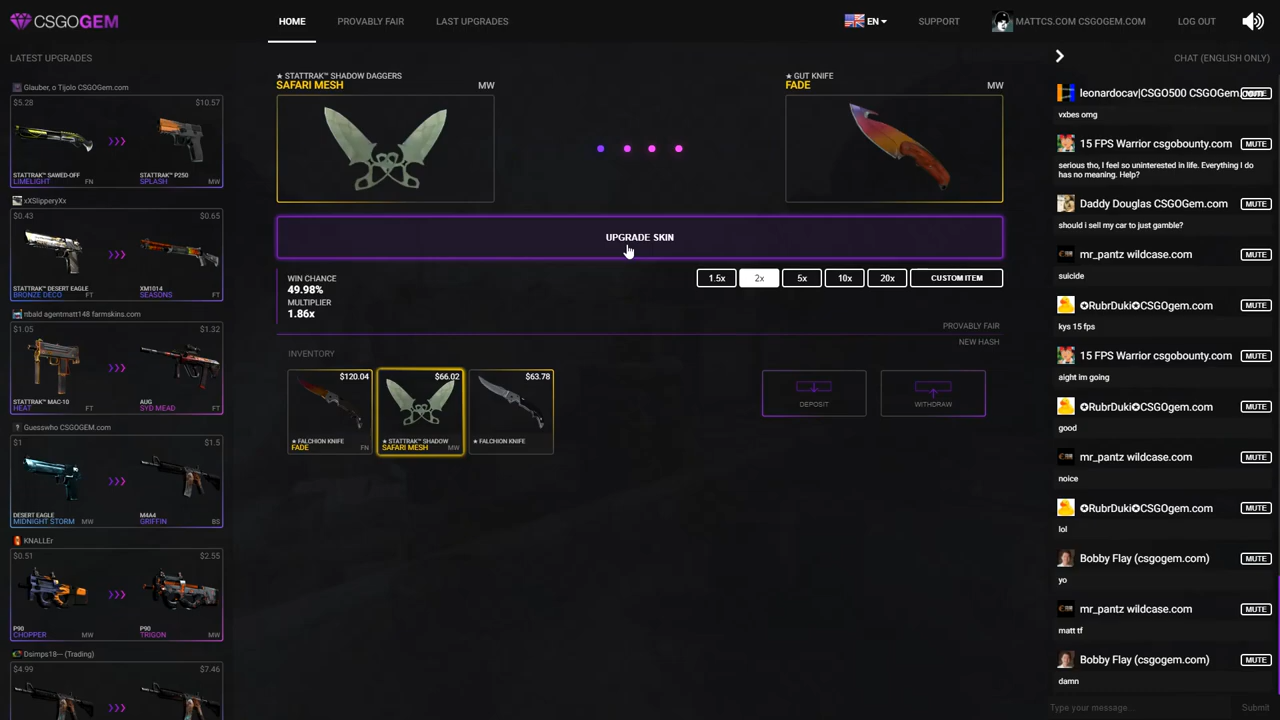 CSGOGEM
HOME
PROVABLY FAIR
LAST UPGRADES
EN
SUPPORT
MATTCS.COM CSGOGEM.COM
LOG OUT
LATEST UPGRADES
Glauber, o Tijolo CSGOGem.com
$5.28
$10.57
STATTRAK™ SAWED-OFF
LIMELIGHT
FN
STATTRAK™ P250
SPLASH
MW
xXSlipperyXx
$0.43
$0.65
STATTRAK™ DESERT EAGLE
BRONZE DECO
FT
XM1014
SEASONS
FT
πbald agentmatt148 farmskins.com
$1.05
$1.32
STATTRAK™ MAC-10
HEAT
FT
AUG
SYD MEAD
FT
Guesswho CSGOGEM.com
$1
$1.5
DESERT EAGLE
MIDNIGHT STORM
MW
M4A4
GRIFFIN
BS
KNALLEr
$0.51
$2.55
P90
CHOPPER
MW
P90
TRIGON
MW
Dsimps18--- (Trading)
$4.99
$7.46
★ STATTRAK™ SHADOW DAGGERS
SAFARI MESH
MW
★ GUT KNIFE
FADE
MW
UPGRADE SKIN
WIN CHANCE
49.98%
MULTIPLIER
1.86x
1.5x
2x
5x
10x
20x
CUSTOM ITEM
PROVABLY FAIR
NEW HASH
INVENTORY
$120.04
★ FALCHION KNIFE
FADE
FN
$66.02
★ STATTRAK™ SHADOW
SAFARI MESH
MW
$63.78
★ FALCHION KNIFE
DEPOSIT
WITHDRAW
CHAT (ENGLISH ONLY)
leonardocav|CSGO500 CSGOGem.com
MUTE
vxbes omg
15 FPS Warrior csgobounty.com
MUTE
serious tho, I feel so uninterested in life. Everything I do
has no meaning. Help?
Daddy Douglas CSGOGem.com
MUTE
should i sell my car to just gamble?
mr_pantz wildcase.com
MUTE
suicide
✪RubrDuki✪CSGOgem.com
MUTE
kys 15 fps
15 FPS Warrior csgobounty.com
MUTE
aight im going
✪RubrDuki✪CSGOgem.com
MUTE
good
mr_pantz wildcase.com
MUTE
noice
✪RubrDuki✪CSGOgem.com
MUTE
lol
Bobby Flay (csgogem.com)
MUTE
yo
mr_pantz wildcase.com
MUTE
matt tf
Bobby Flay (csgogem.com)
MUTE
damn
Type your message...
Submit